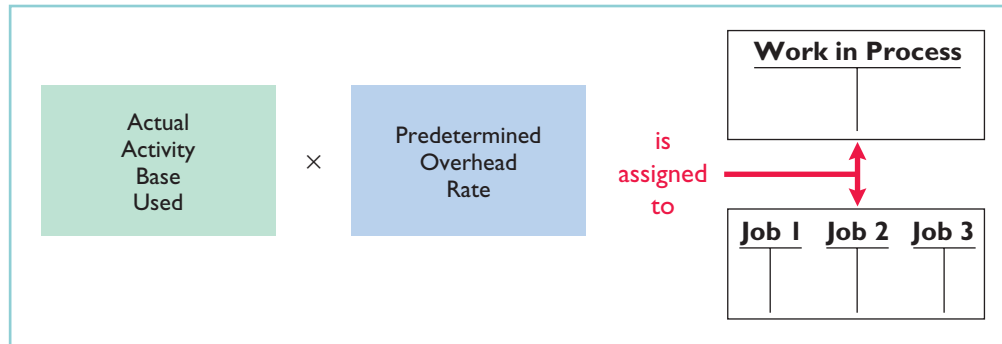 Actual
Activity
Base
Used
×
Predetermined
Overhead
Rate
is
assigned
to
Work in Process
Job 1 Job 2 Job 3